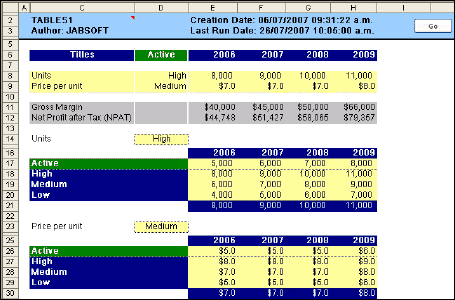 A C D E F G H I
2 TABLE51 Creation Date: 06/07/2007 09:31:22 a.m.
3 Author: JABSOFT Last Run Date: 26/07/2007 10:06:00 a.m. Go
5
6 Titles Active 2006 2007 2008 2009
7
8 Units High 8,000 9,000 10,000 11,000
9 Price per unit Medium $7.0 $7.0 $7.0 $8.0
10
11 Gross Margin $40,000 $45,000 $50,000 $66,000
12 Net Profit after Tax (NPAT) $44,748 $51,427
13
14 Units High
16 2006 2007 2008 2009
17 Active 5,000 6,000 7,000 8,000
18 High 8,000 9,000 10,000 11,000
19 Medium 6,000 7,000 8,000 9,000
20 Low 4,000 6,000 7,000
21 8,000 9,000 10,000 11,000
22
23 Price per unit Medium
25 2006 2007 2008 2009
26 Active $5.0 $5.0 $5.0 $6.0
27 High $8.0 $8.0 $8.0 $9.0
28 Medium $7.0 $7.0 $7.0 $8.0
29 Low $5.0 $5.0 $5.0 $6.0
30 $7.0 $7.0 $7.0 $8.0